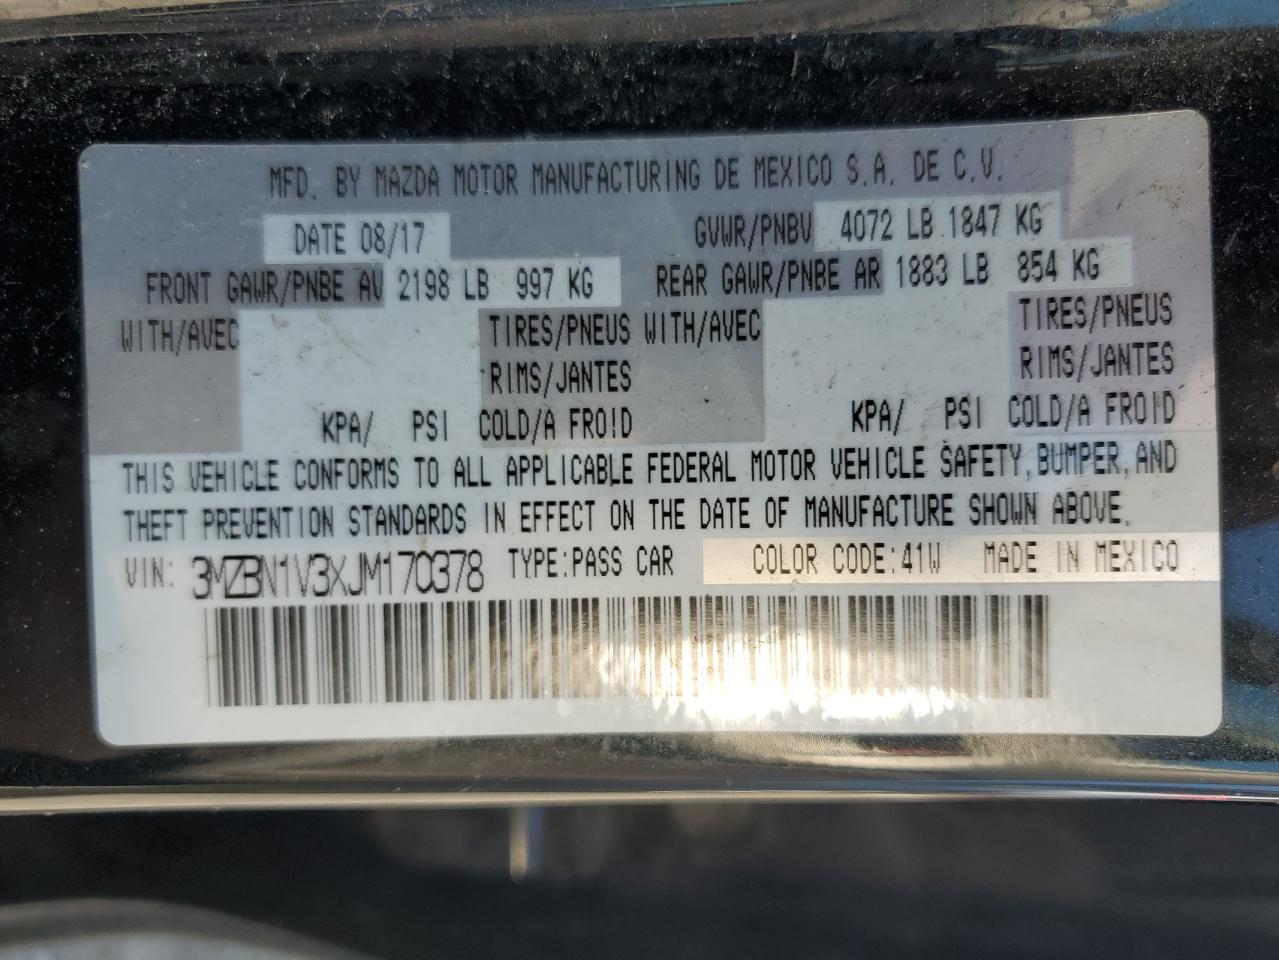 MFD. BY MAZDA MOTOR MANUFACTURING DE MEXICO S.A. DE C.V.
DATE 08/17 GVWR/PNBV 4072 LB 1847 KG
FRONT GAWR/PNBE AV 2198 LB 997 KG REAR GAWR/PNBE AR 1883 LB 854 KG
WITH/AVEC TIRES/PNEUS WITH/AVEC TIRES/PNEUS
RIMS/JANTES RIMS/JANTES
KPA/ PSI COLD/A FROID KPA/ PSI COLD/A FROID
THIS VEHICLE CONFORMS TO ALL APPLICABLE FEDERAL MOTOR VEHICLE SAFETY, BUMPER, AND
THEFT PREVENTION STANDARDS IN EFFECT ON THE DATE OF MANUFACTURE SHOWN ABOVE.
VIN: 3MZBN1V3XJM170378 TYPE:PASS CAR COLOR CODE:41W MADE IN MEXICO